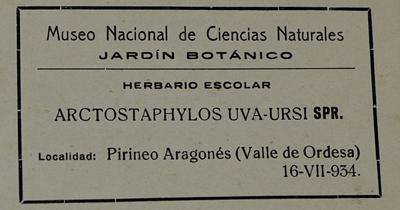 Museo Nacional de Ciencias Naturales
JARDÍN BOTÁNICO
HERBARIO ESCOLAR
ARCTOSTAPHYLOS UVA-URSI SPR.
Localidad: Pirineo Aragonés (Valle de Ordesa)
16-VII-934.